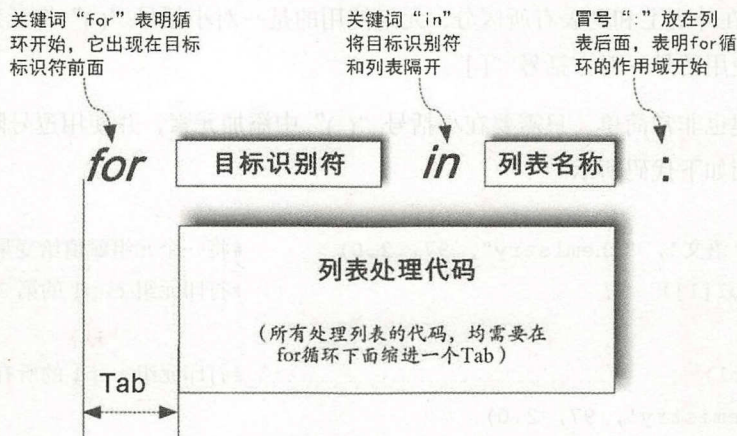 关键词“for”表明循
环开始，它出现在目标
标识符前面
关键词“in”
将目标识别符
和列表隔开
冒号“:”放在列
表后面，表明for循
环的作用域开始
for 目标识别符 in 列表名称 :
列表处理代码
（所有处理列表的代码，均需要在
for循环下面缩进一个Tab）
Tab